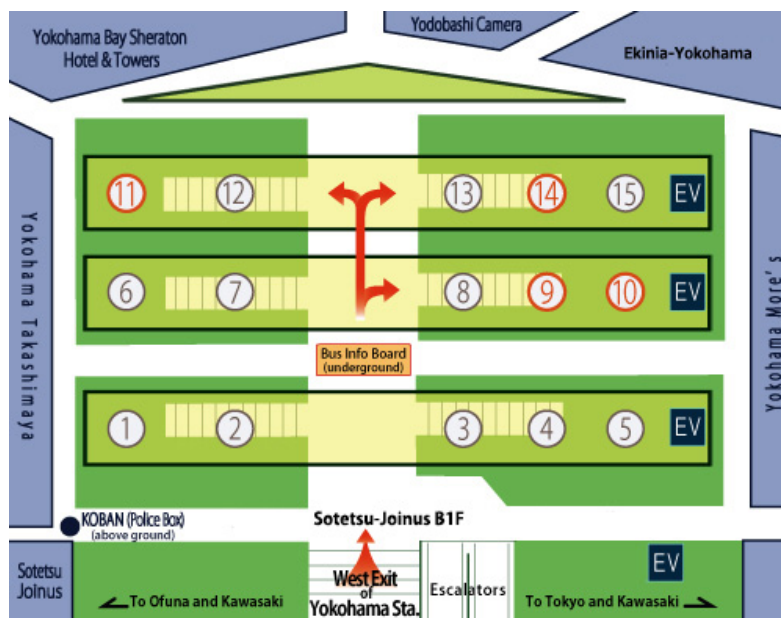 Yokohama Bay Sheraton
Hotel & Towers
Yodobashi Camera
Ekinia-Yokohama
Yokohama Takashimaya
Yokohama More's
11
12
13
14
15
EV
6
7
8
9
10
EV
Bus Info Board
(underground)
1
2
3
4
5
EV
KOBAN (Police Box)
(above ground)
Sotetsu-Joinus B1F
Sotetsu
Joinus
West Exit
of
Yokohama Sta.
Escalators
EV
To Ofuna and Kawasaki
To Tokyo and Kawasaki